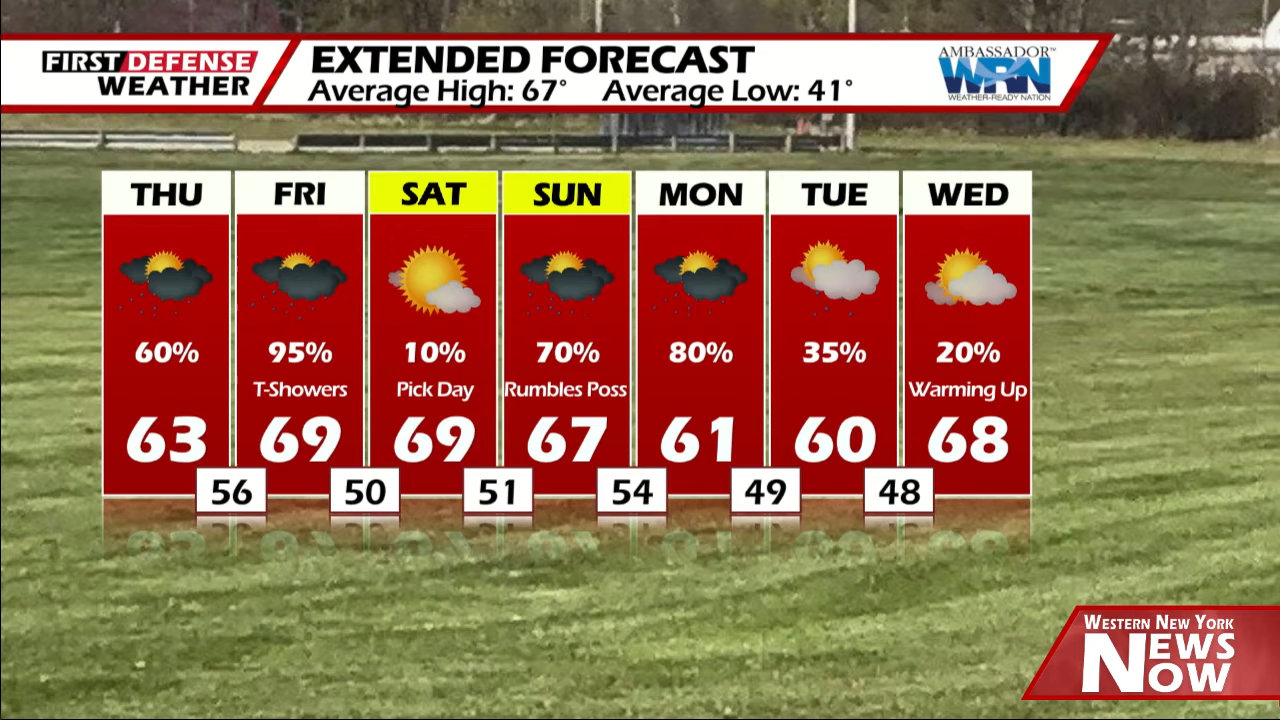 FIRST DEFENSE
WEATHER
EXTENDED FORECAST
Average High: 67° Average Low: 41°
AMBASSADOR™
WRN
WEATHER-READY NATION
THU FRI SAT SUN MON TUE WED
60% 95% 10% 70% 80% 35% 20%
T-Showers Pick Day Rumbles Poss Warming Up
63 69 69 67 61 60 68
56 50 51 54 49 48
WESTERN NEW YORK
NEWS
NOW